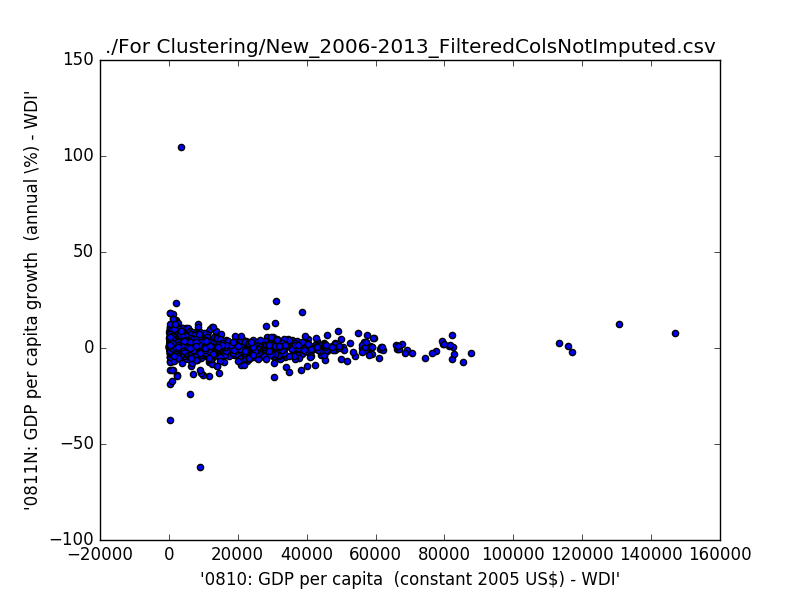 ./For Clustering/New_2006-2013_FilteredColsNotImputed.csv
150
100
50
0
−50
−100
'0811N: GDP per capita growth  (annual \%) - WDI'
−20000 0 20000 40000 60000 80000 100000 120000 140000 160000
'0810: GDP per capita  (constant 2005 US$) - WDI'